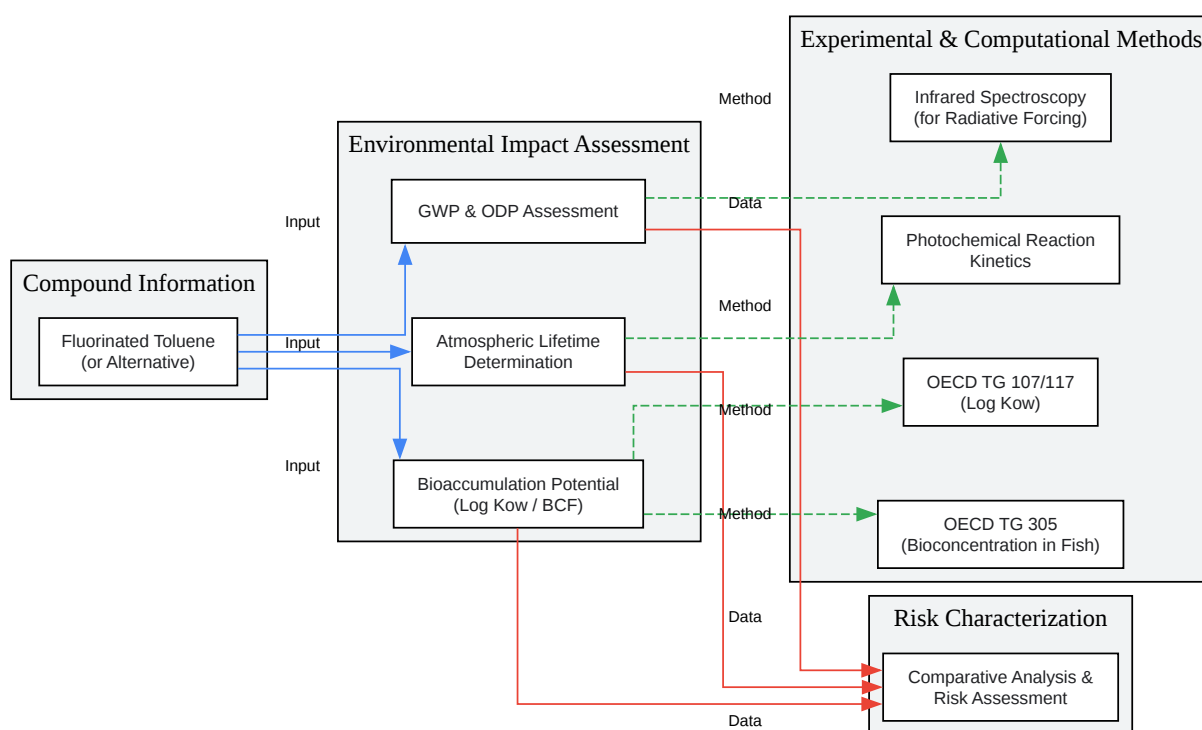 Compound Information
Fluorinated Toluene
(or Alternative)
Input
Input
Input
Environmental Impact Assessment
GWP & ODP Assessment
Atmospheric Lifetime
Determination
Bioaccumulation Potential
(Log Kow / BCF)
Method
Data
Method
Method
Method
Data
Data
Experimental & Computational Methods
Infrared Spectroscopy
(for Radiative Forcing)
Photochemical Reaction
Kinetics
OECD TG 107/117
(Log Kow)
OECD TG 305
(Bioconcentration in Fish)
Risk Characterization
Comparative Analysis &
Risk Assessment